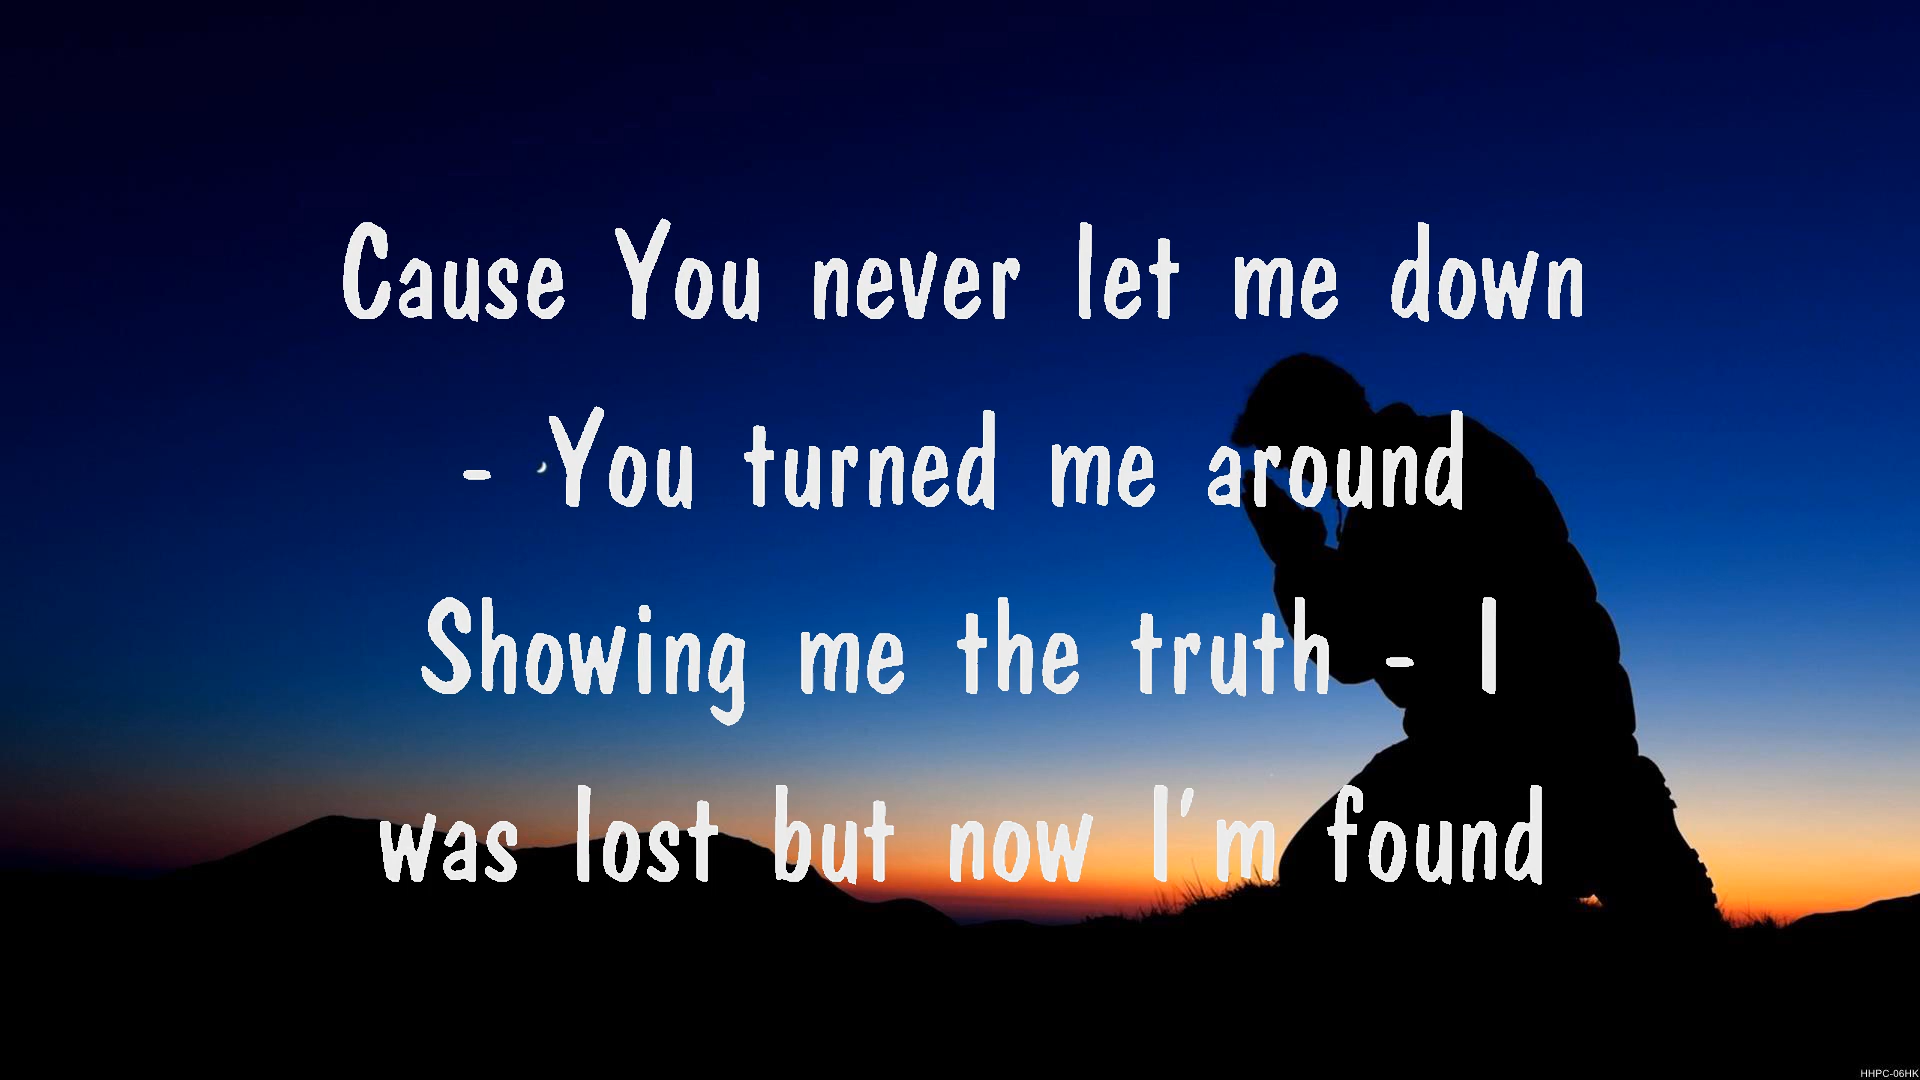 Cause You never let me down
- You turned me around
Showing me the truth - I
was lost but now I'm found
HHPC-06HK